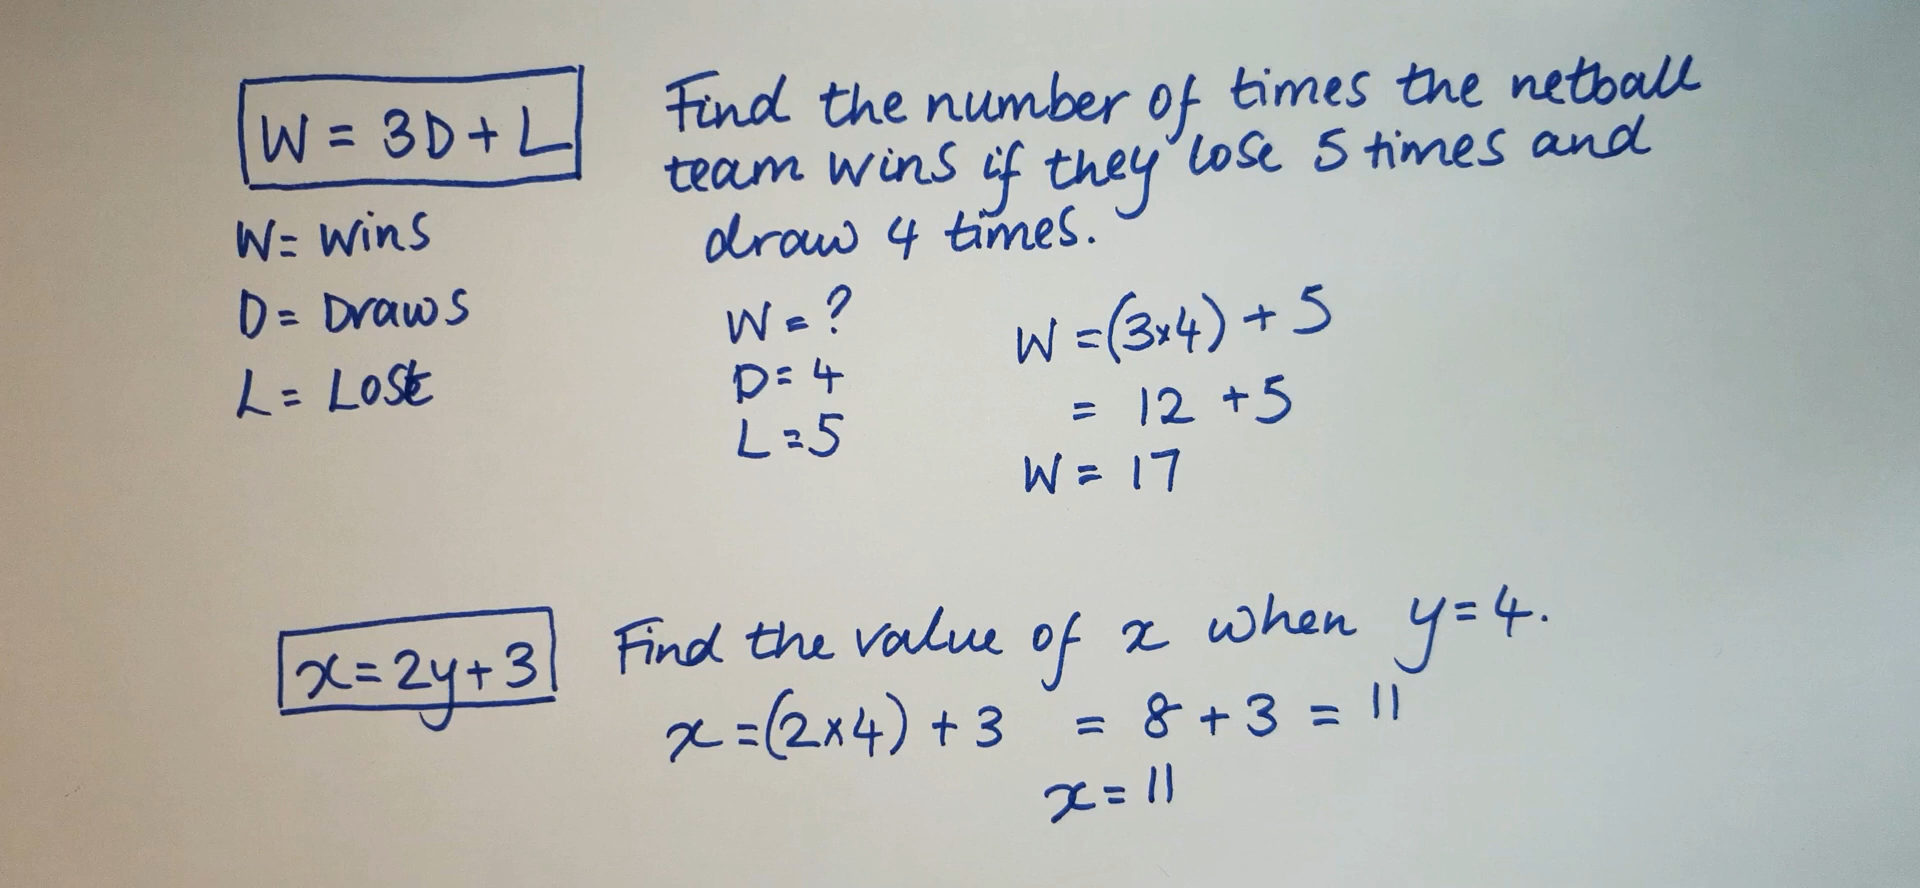 W = 3D + L
W = Wins
D = Draws
L = Lost
Find the number of times the netball
team wins if they lose 5 times and
draw 4 times.
W = ?
D = 4
L = 5
W = (3x4) + 5
= 12 + 5
W = 17
x = 2y + 3
Find the value of x when y = 4.
x = (2x4) + 3 = 8 + 3 = 11
x = 11